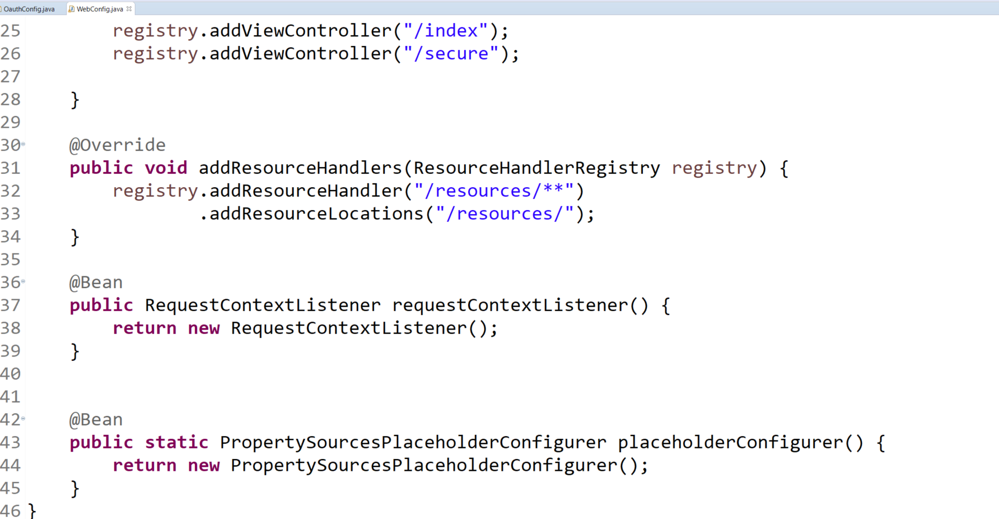 OauthConfig.java WebConfig.java
25 registry.addViewController("/index");
26 registry.addViewController("/secure");
27
28 }
29
30 @Override
31 public void addResourceHandlers(ResourceHandlerRegistry registry) {
32 registry.addResourceHandler("/resources/**")
33 .addResourceLocations("/resources/");
34 }
35
36 @Bean
37 public RequestContextListener requestContextListener() {
38 return new RequestContextListener();
39 }
40
41
42 @Bean
43 public static PropertySourcesPlaceholderConfigurer placeholderConfigurer() {
44 return new PropertySourcesPlaceholderConfigurer();
45 }
46 }